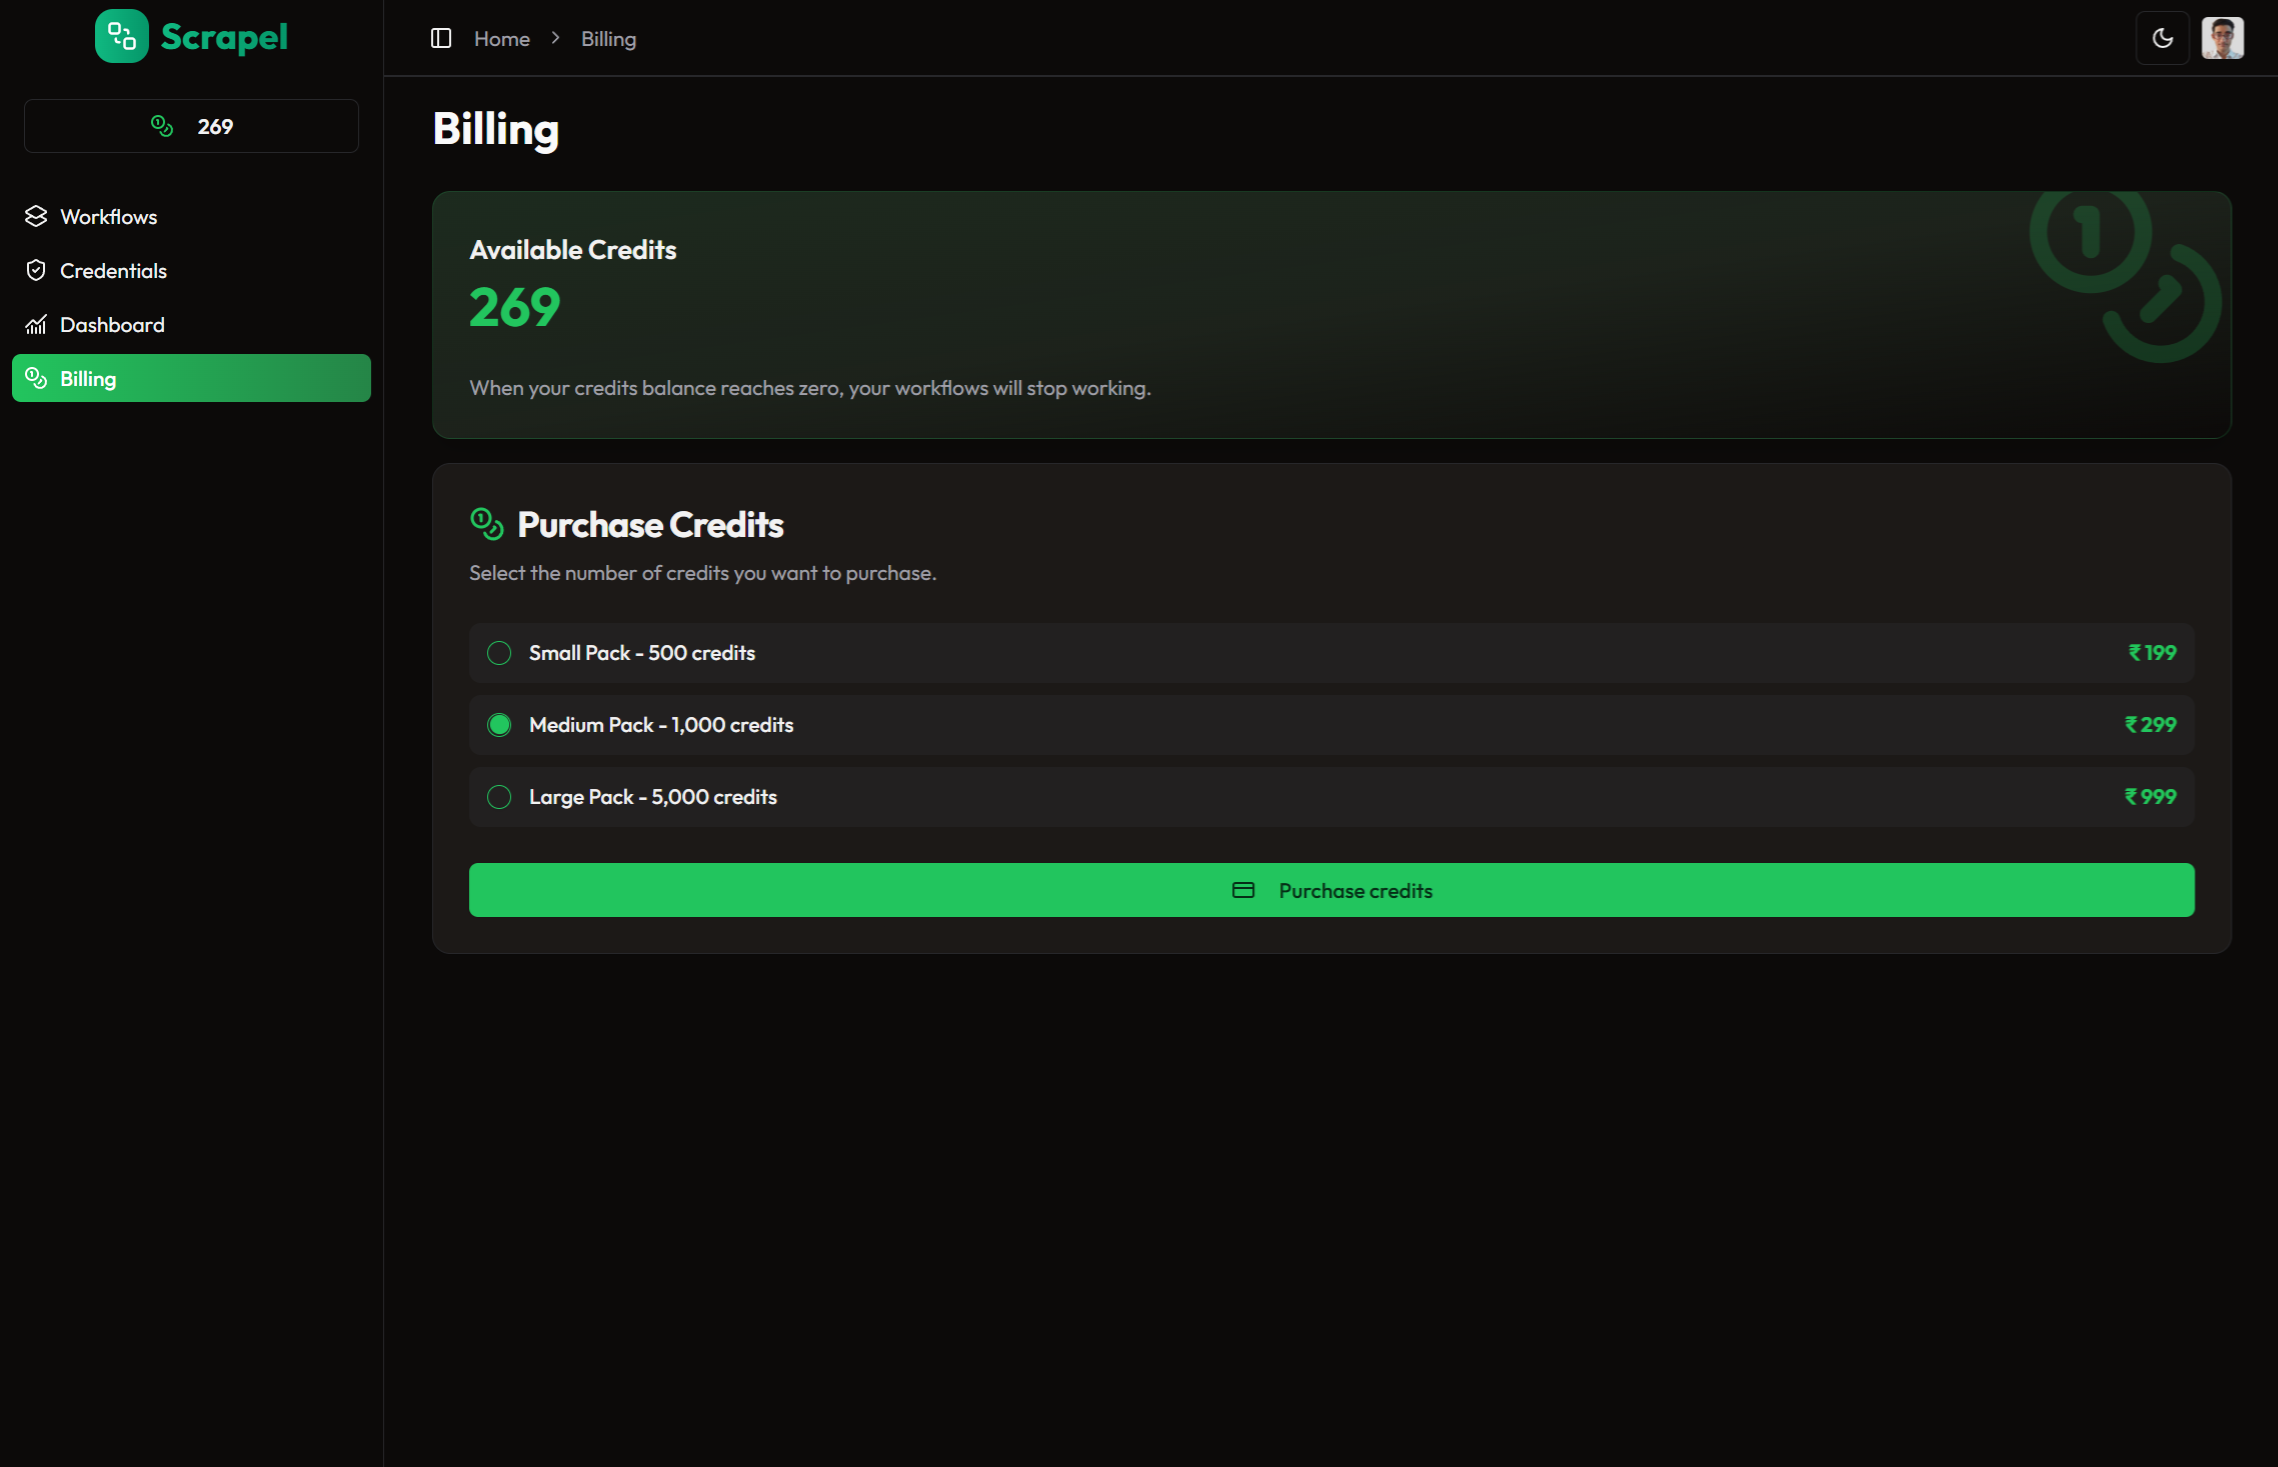 Scrapel
269
Workflows
Credentials
Dashboard
Billing
Home > Billing
Billing
Available Credits
269
When your credits balance reaches zero, your workflows will stop working.
Purchase Credits
Select the number of credits you want to purchase.
Small Pack - 500 credits ₹ 199
Medium Pack - 1,000 credits ₹ 299
Large Pack - 5,000 credits ₹ 999
Purchase credits